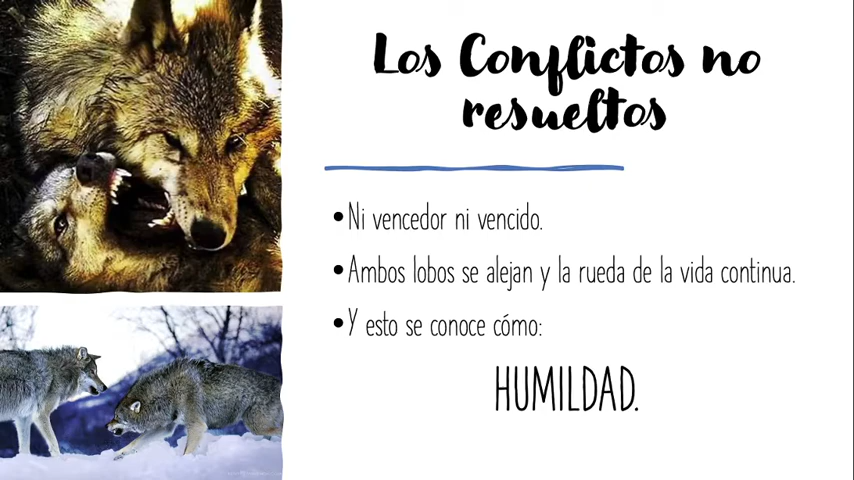 Los Conflictos no
resueltos
•Ni vencedor ni vencido.
•Ambos lobos se alejan y la rueda de la vida continua.
•Y esto se conoce cómo:
HUMILDAD.